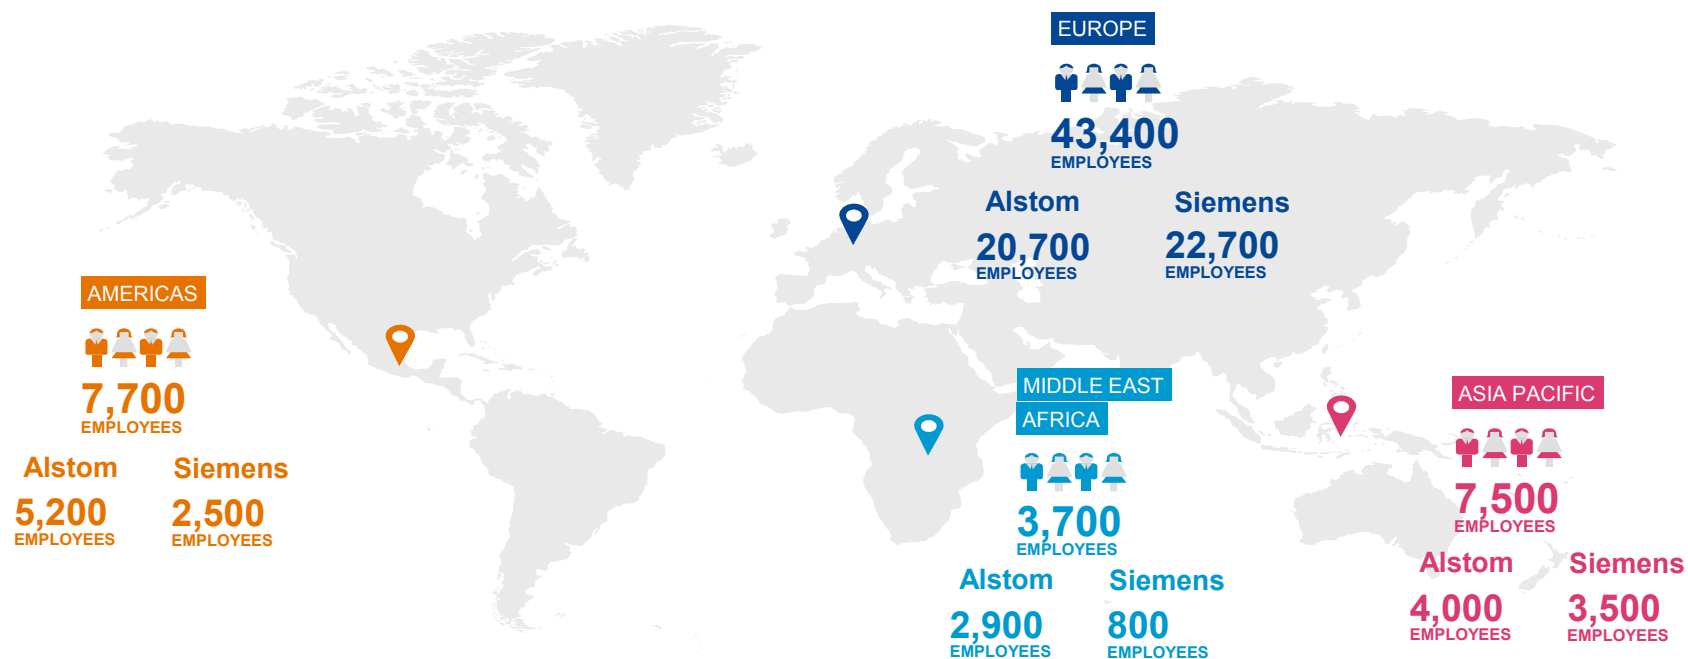 EUROPE
43,400
EMPLOYEES
Alstom Siemens
20,700 22,700
EMPLOYEES EMPLOYEES
AMERICAS
7,700
EMPLOYEES
Alstom Siemens
5,200 2,500
EMPLOYEES EMPLOYEES
MIDDLE EAST
AFRICA
3,700
EMPLOYEES
Alstom Siemens
2,900 800
EMPLOYEES EMPLOYEES
ASIA PACIFIC
7,500
EMPLOYEES
Alstom Siemens
4,000 3,500
EMPLOYEES EMPLOYEES